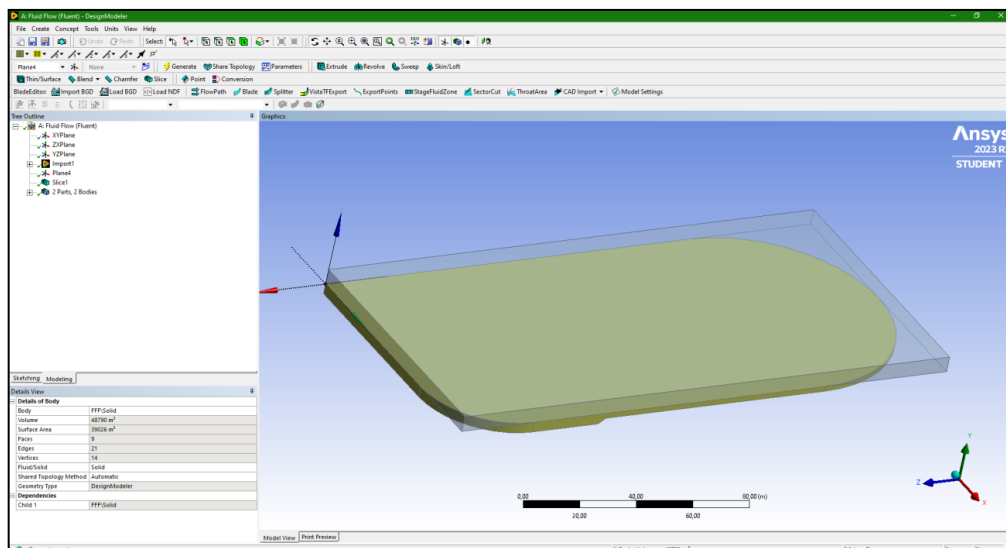 A: Fluid Flow (Fluent) - DesignModeler
File Create Concept Tools Units View Help
Undo Redo Select:
Plane4 None Generate Share Topology Parameters Extrude Revolve Sweep Skin/Loft
Thin/Surface Blend Chamfer Slice Point Conversion
BladeEditor: Import BGD Load BGD Load NDF FlowPath Blade Splitter VistaTFExport ExportPoints StageFluidZone SectorCut ThroatArea CAD Import Model Settings
Tree Outline
A: Fluid Flow (Fluent)
XYPlane
ZXPlane
YZPlane
Import1
Plane4
Slice1
2 Parts, 2 Bodies
Sketching Modeling
Details View
Details of Body
Body FFF\Solid
Volume 48790 m³
Surface Area 39026 m²
Faces 9
Edges 21
Vertices 14
Fluid/Solid Solid
Shared Topology Method Automatic
Geometry Type DesignModeler
Dependencies
Child 1 FFF\Solid
Graphics
Ansys
2023 R
STUDENT
Y
Z
X
0,00 40,00 80,00 (m)
20,00 60,00
Model View Print Preview